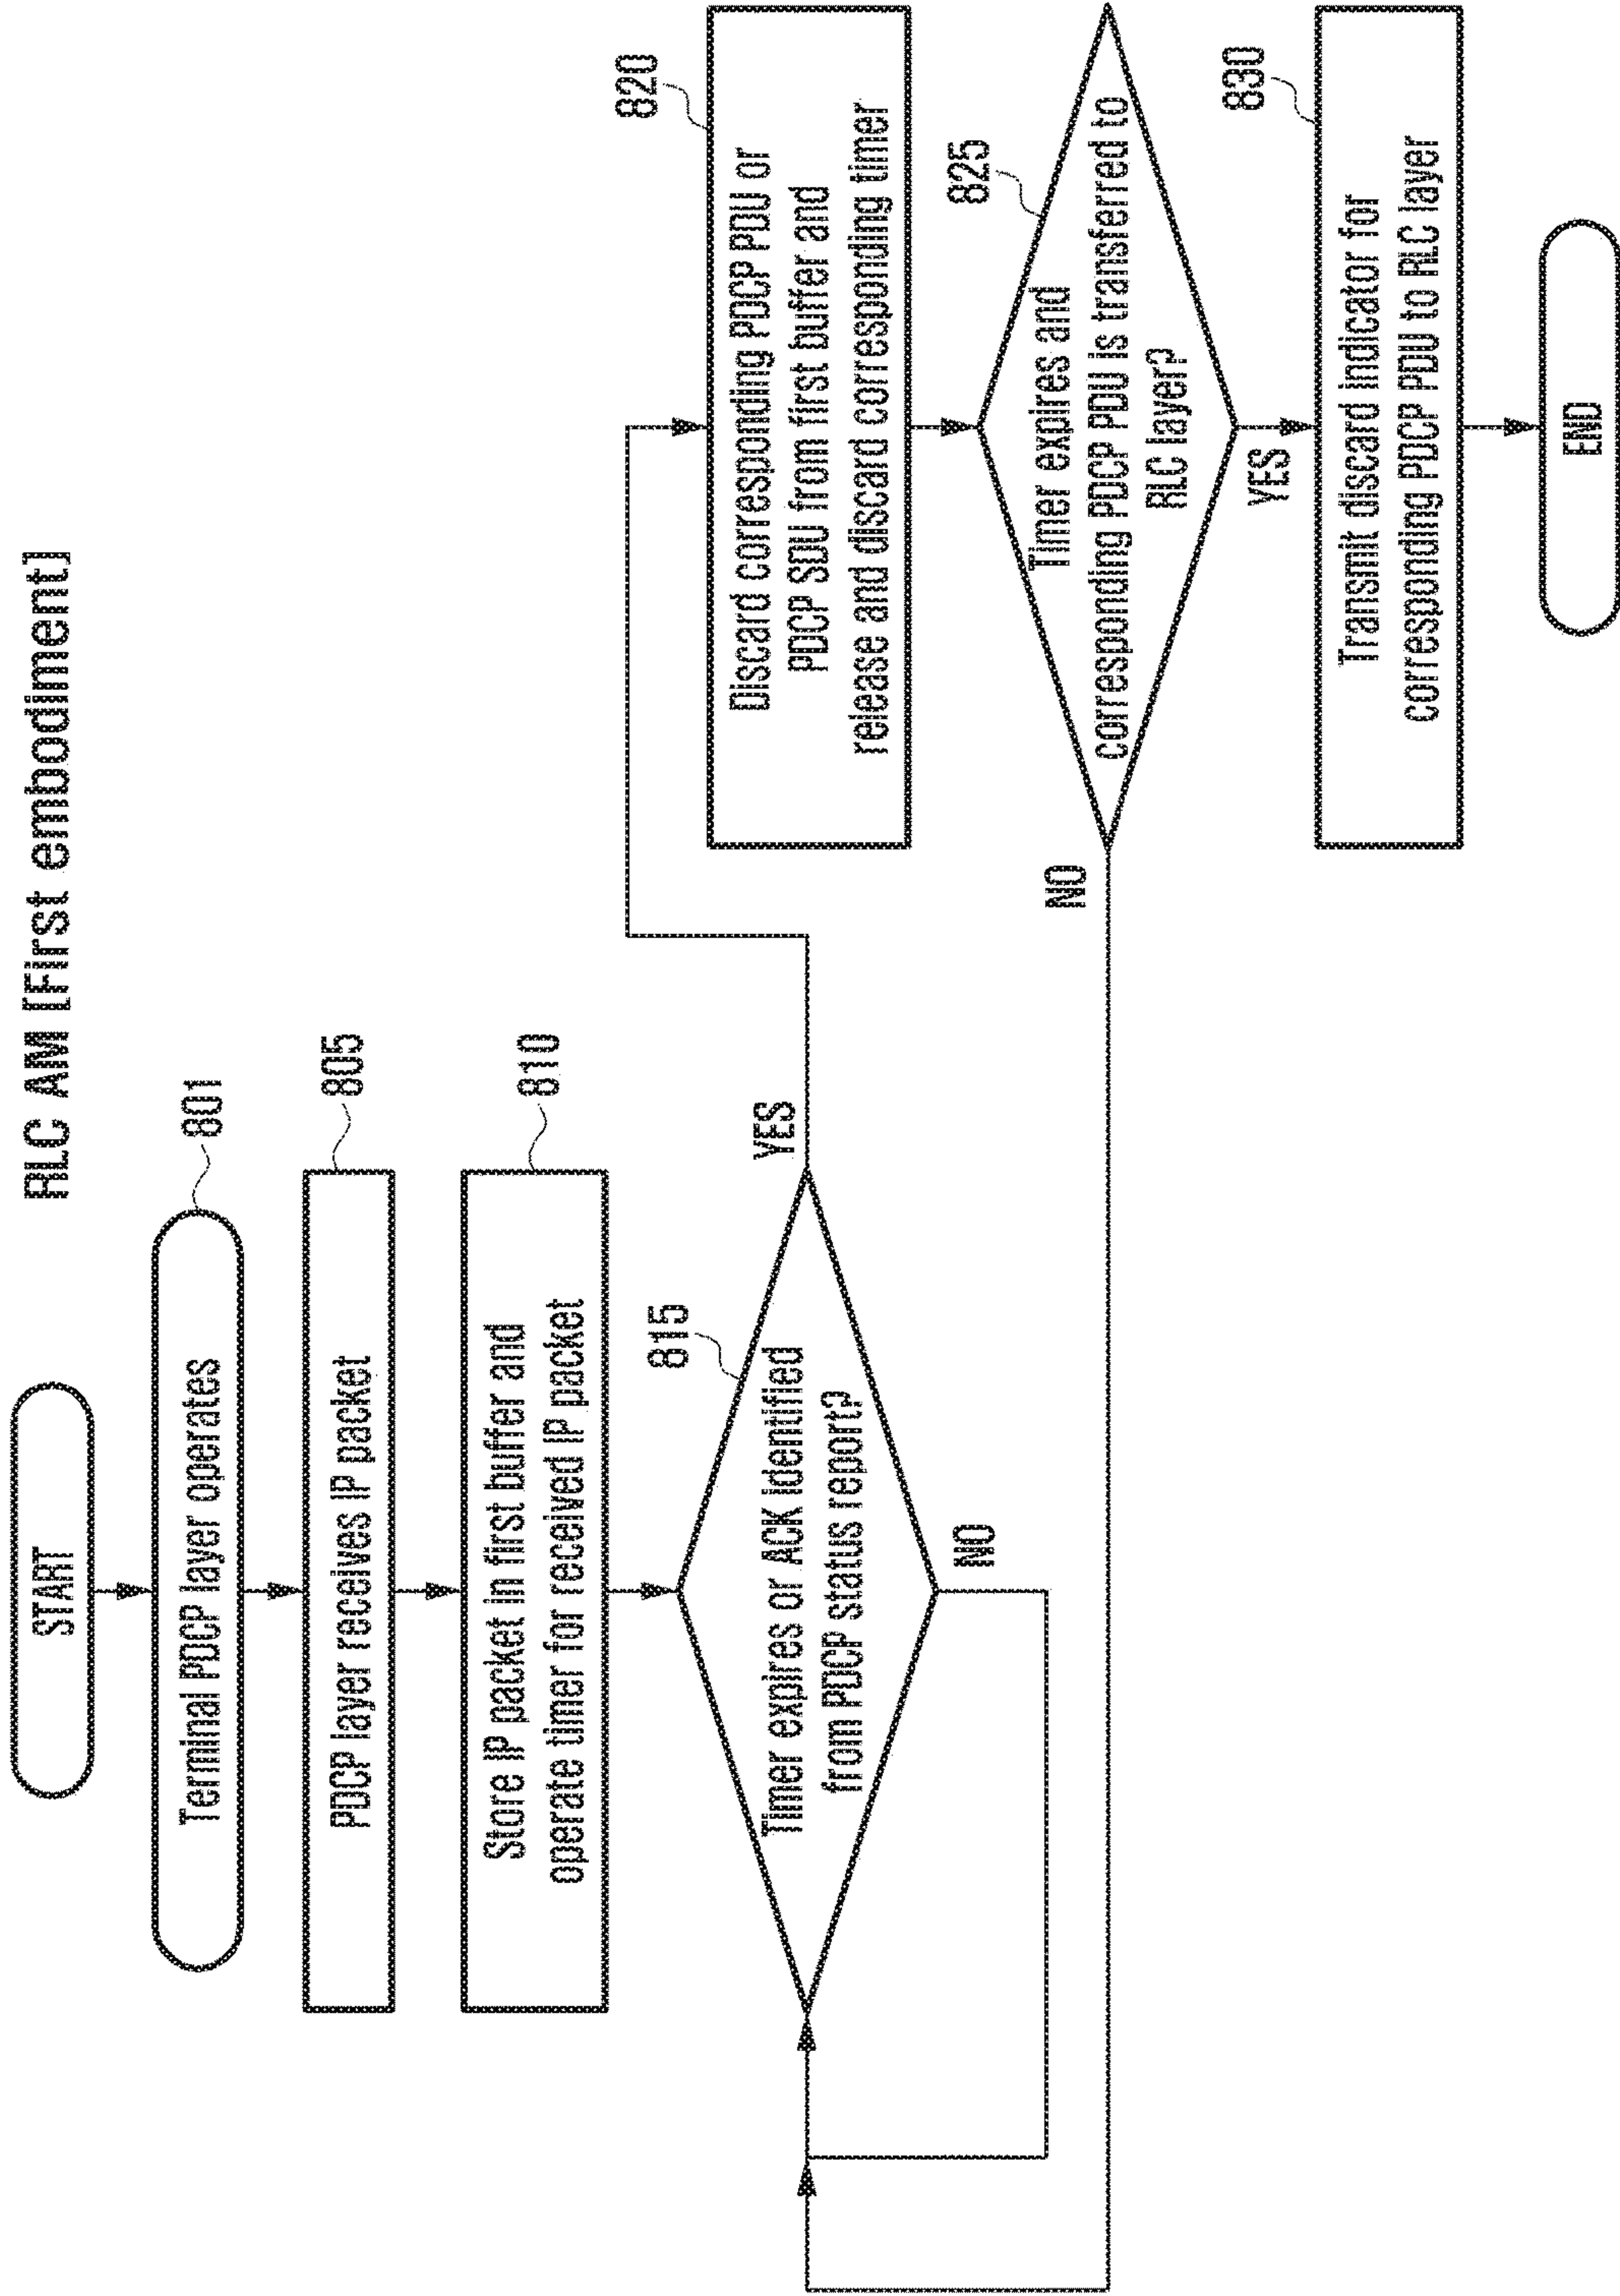 RLC AM [First embodiment]
START
801
Terminal PDCP layer operates
805
PDCP layer receives IP packet
810
Store IP packet in first buffer and
operate timer for received IP packet
815
Timer expires or ACK identified
from PDCP status report?
YES
NO
820
Discard corresponding PDCP PDU or
PDCP SDU from first buffer and
release and discard corresponding timer
825
Timer expires and
corresponding PDCP PDU is transferred to
RLC layer?
NO
YES
830
Transmit discard indicator for
corresponding PDCP PDU to RLC layer
END